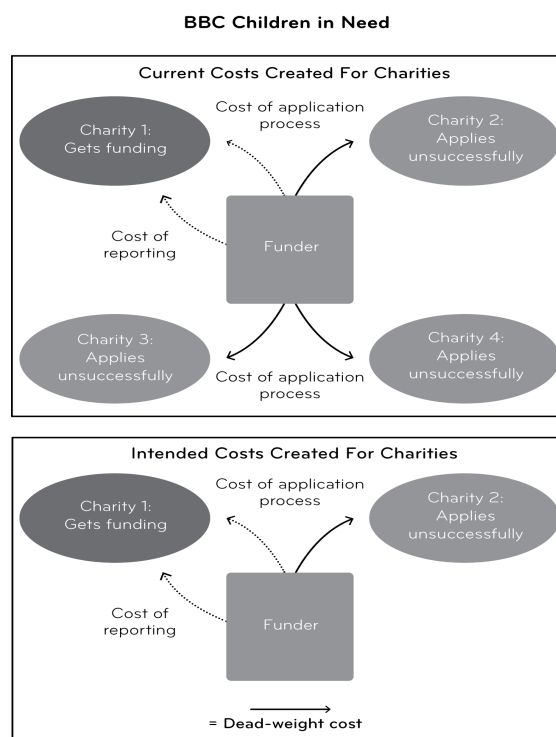 BBC Children in Need
Current Costs Created For Charities
Charity 1:
Gets funding
Cost of application
process
Charity 2:
Applies
unsuccessfully
Cost of
reporting
Funder
Charity 3:
Applies
unsuccessfully
Cost of application
process
Charity 4:
Applies
unsuccessfully
Intended Costs Created For Charities
Charity 1:
Gets funding
Cost of application
process
Charity 2:
Applies
unsuccessfully
Cost of
reporting
Funder
= Dead-weight cost